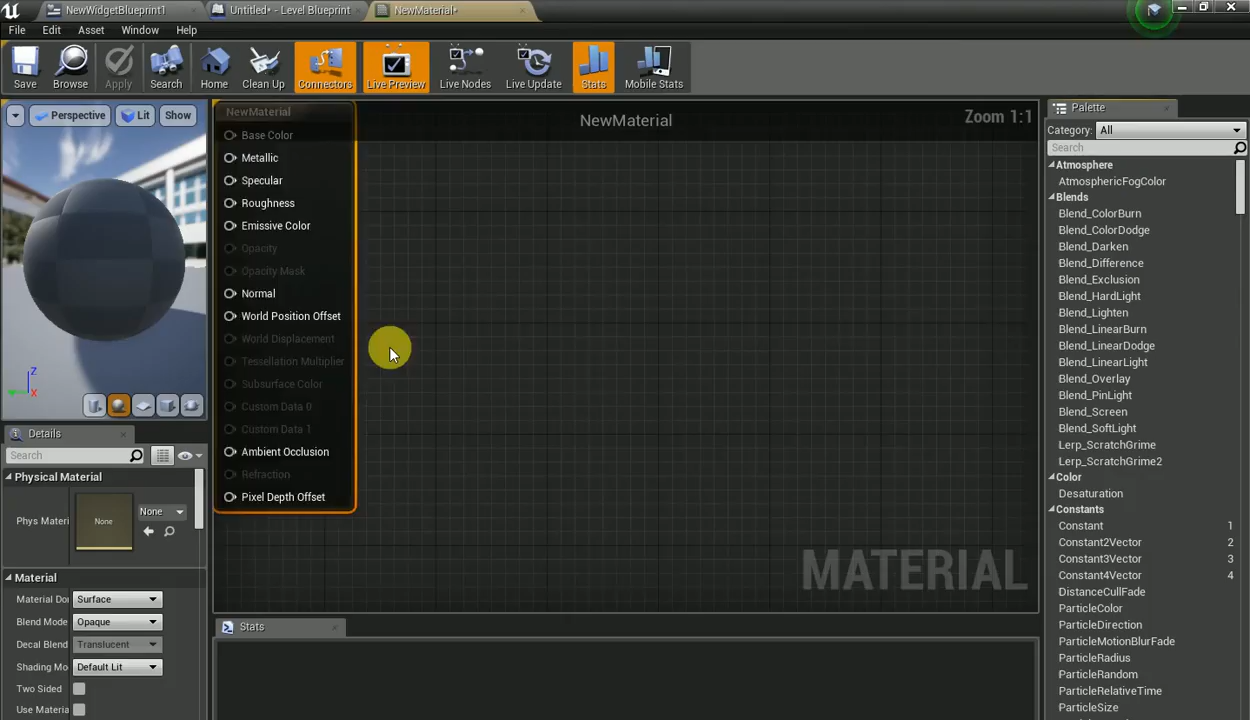 NewWidgetBlueprint1
Untitled* - Level Blueprint
NewMaterial*
File Edit Asset Window Help
Save Browse Apply Search Home Clean Up Connectors Live Preview Live Nodes Live Update Stats Mobile Stats
Perspective Lit Show
Z
X
Details
Search
Physical Material
Phys Materi
None
None
Material
Material Do
Surface
Blend Mode
Opaque
Decal Blend
Translucent
Shading Mo
Default Lit
Two Sided
Use Materia
NewMaterial
Zoom 1:1
NewMaterial
Base Color
Metallic
Specular
Roughness
Emissive Color
Opacity
Opacity Mask
Normal
World Position Offset
World Displacement
Tessellation Multiplier
Subsurface Color
Custom Data 0
Custom Data 1
Ambient Occlusion
Refraction
Pixel Depth Offset
MATERIAL
Stats
Palette
Category: All
Search
Atmosphere
AtmosphericFogColor
Blends
Blend_ColorBurn
Blend_ColorDodge
Blend_Darken
Blend_Difference
Blend_Exclusion
Blend_HardLight
Blend_Lighten
Blend_LinearBurn
Blend_LinearDodge
Blend_LinearLight
Blend_Overlay
Blend_PinLight
Blend_Screen
Blend_SoftLight
Lerp_ScratchGrime
Lerp_ScratchGrime2
Color
Desaturation
Constants
Constant 1
Constant2Vector 2
Constant3Vector 3
Constant4Vector 4
DistanceCullFade
ParticleColor
ParticleDirection
ParticleMotionBlurFade
ParticleRadius
ParticleRandom
ParticleRelativeTime
ParticleSize